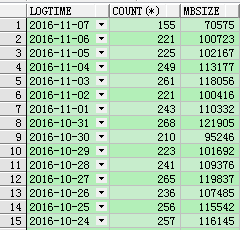 LOGTIME COUNT(*) MBSIZE
1 2016-11-07 155 70575
2 2016-11-06 221 100723
3 2016-11-05 225 102167
4 2016-11-04 249 113177
5 2016-11-03 261 118056
6 2016-11-02 221 100416
7 2016-11-01 243 110332
8 2016-10-31 268 121905
9 2016-10-30 210 95246
10 2016-10-29 223 101692
11 2016-10-28 241 109376
12 2016-10-27 265 119837
13 2016-10-26 236 107485
14 2016-10-25 256 115542
15 2016-10-24 257 116145